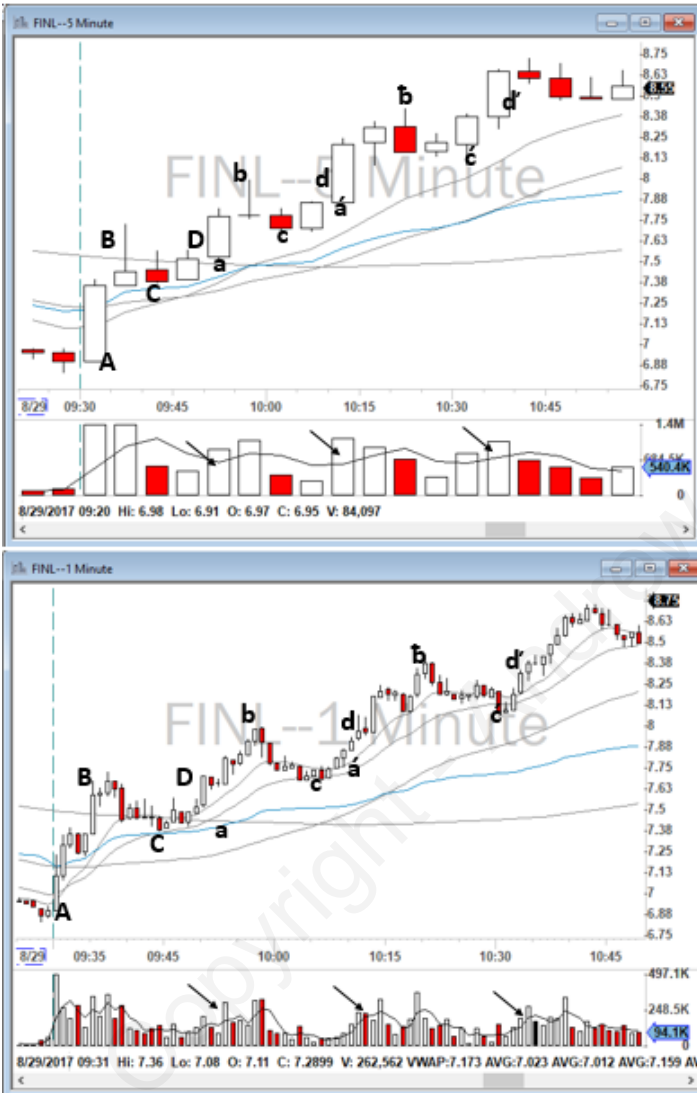 FINL--5 Minute
FINL--5 Minute
8.75
8.63
8.55
8.5
8.38
8.25
8.13
8
7.88
7.75
7.63
7.5
7.38
7.25
7.13
7
6.88
6.75
A
B
C
D
a
b
c
d
á
ƀ
ć
d'
8/29 09:30 09:45 10:00 10:15 10:30 10:45
1.4M
540.4K
0
8/29/2017 09:20 Hi: 6.98 Lo: 6.91 O: 6.97 C: 6.95 V: 84,097
FINL--1 Minute
FINL--1 Minute
8.75
8.63
8.5
8.38
8.25
8.13
8
7.88
7.75
7.63
7.5
7.38
7.25
7.13
7
6.88
6.75
A
B
C
D
a
b
c
d
á
ƀ
ć
d'
8/29 09:35 09:45 10:00 10:15 10:30 10:45
497.1K
248.5K
94.1K
0
8/29/2017 09:31 Hi: 7.36 Lo: 7.08 O: 7.11 C: 7.2899 V: 262,562 VWAP:7.173 AVG:7.023 AVG:7.012 AVG:7.159 AV
Copyright
Andrew